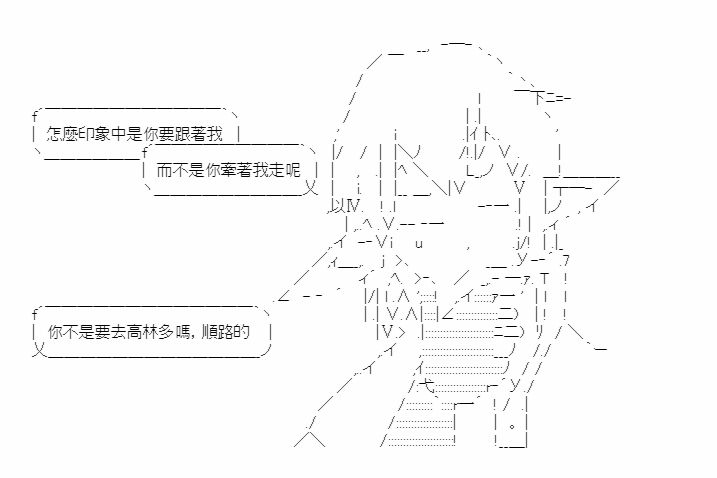 怎麼印象中是你要跟著我
而不是你牽著我走呢
你不是要去高林多嗎，順路的